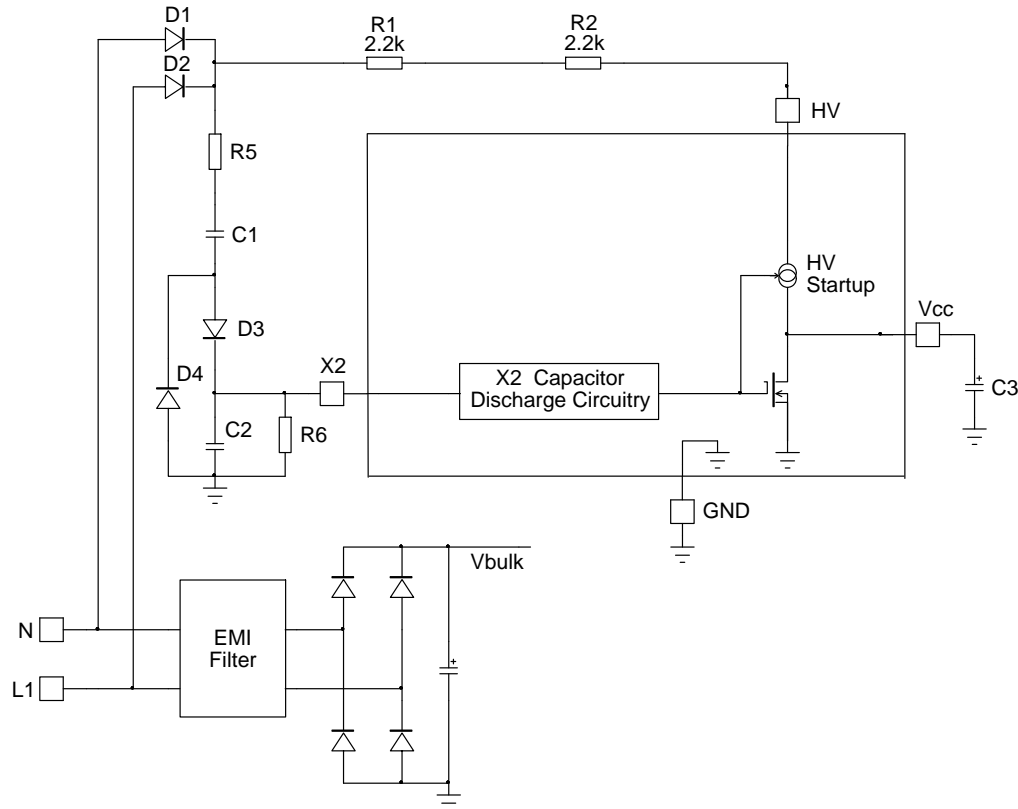 D1
R1
2.2k
R2
2.2k
D2
HV
R5
C1
HV
Startup
Vcc
D3
X2
D4
X2 Capacitor
Discharge Circuitry
+
C3
C2
R6
GND
Vbulk
N
EMI
Filter
+
L1